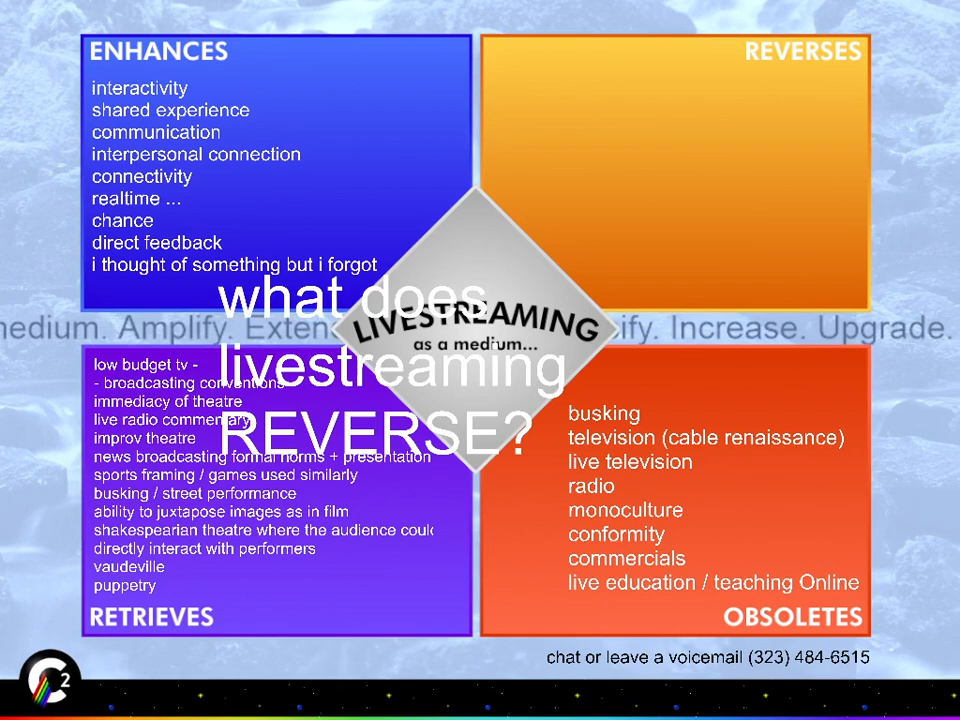 ENHANCES
interactivity
shared experience
communication
interpersonal connection
connectivity
realtime ...
chance
direct feedback
i thought of something but i forgot
REVERSES
what does
livestreaming
REVERSE?
LIVESTREAMING
as a medium...
medium. Amplify. Exten
ify. Increase. Upgrade.
low budget tv -
- broadcasting conventions
immediacy of theatre
live radio commentary
improv theatre
news broadcasting formal norms + presentation
sports framing / games used similarly
busking / street performance
ability to juxtapose images as in film
shakespearian theatre where the audience could
directly interact with performers
vaudeville
puppetry
RETRIEVES
busking
television (cable renaissance)
live television
radio
monoculture
conformity
commercials
live education / teaching Online
OBSOLETES
chat or leave a voicemail (323) 484-6515
C2